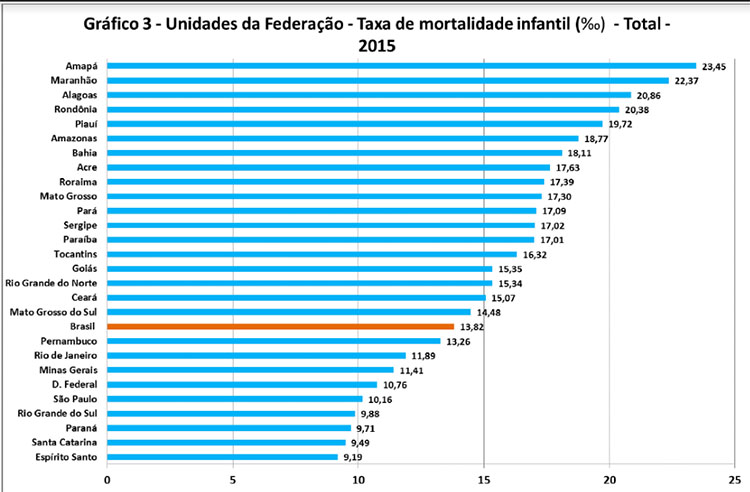 Gráfico 3 - Unidades da Federação - Taxa de mortalidade infantil (‰) - Total -
2015
Amapá 23,45
Maranhão 22,37
Alagoas 20,86
Rondônia 20,38
Piauí 19,72
Amazonas 18,77
Bahia 18,11
Acre 17,63
Roraima 17,39
Mato Grosso 17,30
Pará 17,09
Sergipe 17,02
Paraíba 17,01
Tocantins 16,32
Goiás 15,35
Rio Grande do Norte 15,34
Ceará 15,07
Mato Grosso do Sul 14,48
Brasil 13,82
Pernambuco 13,26
Rio de Janeiro 11,89
Minas Gerais 11,41
D. Federal 10,76
São Paulo 10,16
Rio Grande do Sul 9,88
Paraná 9,71
Santa Catarina 9,49
Espírito Santo 9,19
0 5 10 15 20 25